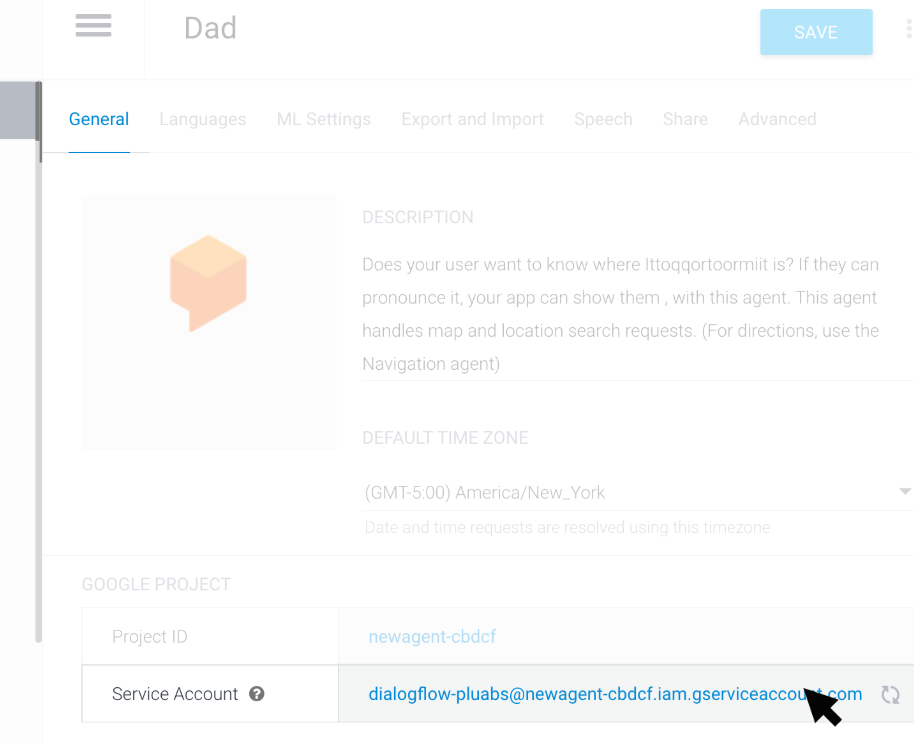 Dad
SAVE
General Languages ML Settings Export and Import Speech Share Advanced
DESCRIPTION
Does your user want to know where Ittoqqortoormiit is? If they can
pronounce it, your app can show them , with this agent. This agent
handles map and location search requests. (For directions, use the
Navigation agent)
DEFAULT TIME ZONE
(GMT-5:00) America/New_York
Date and time requests are resolved using this timezone.
GOOGLE PROJECT
Project ID newagent-cbdcf
Service Account ? dialogflow-pluabs@newagent-cbdcf.iam.gserviceaccount.com